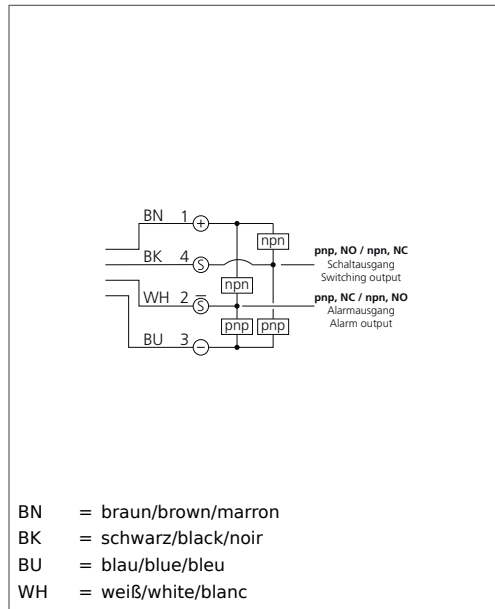 BN 1 +
npn
pnp, NO / npn, NC
BK 4 S
Schaltausgang
Switching output
npn
WH 2 S̅
pnp, NC / npn, NO
Alarmausgang
Alarm output
pnp pnp
BU 3 −
BN = braun/brown/marron
BK = schwarz/black/noir
BU = blau/blue/bleu
WH = weiß/white/blanc